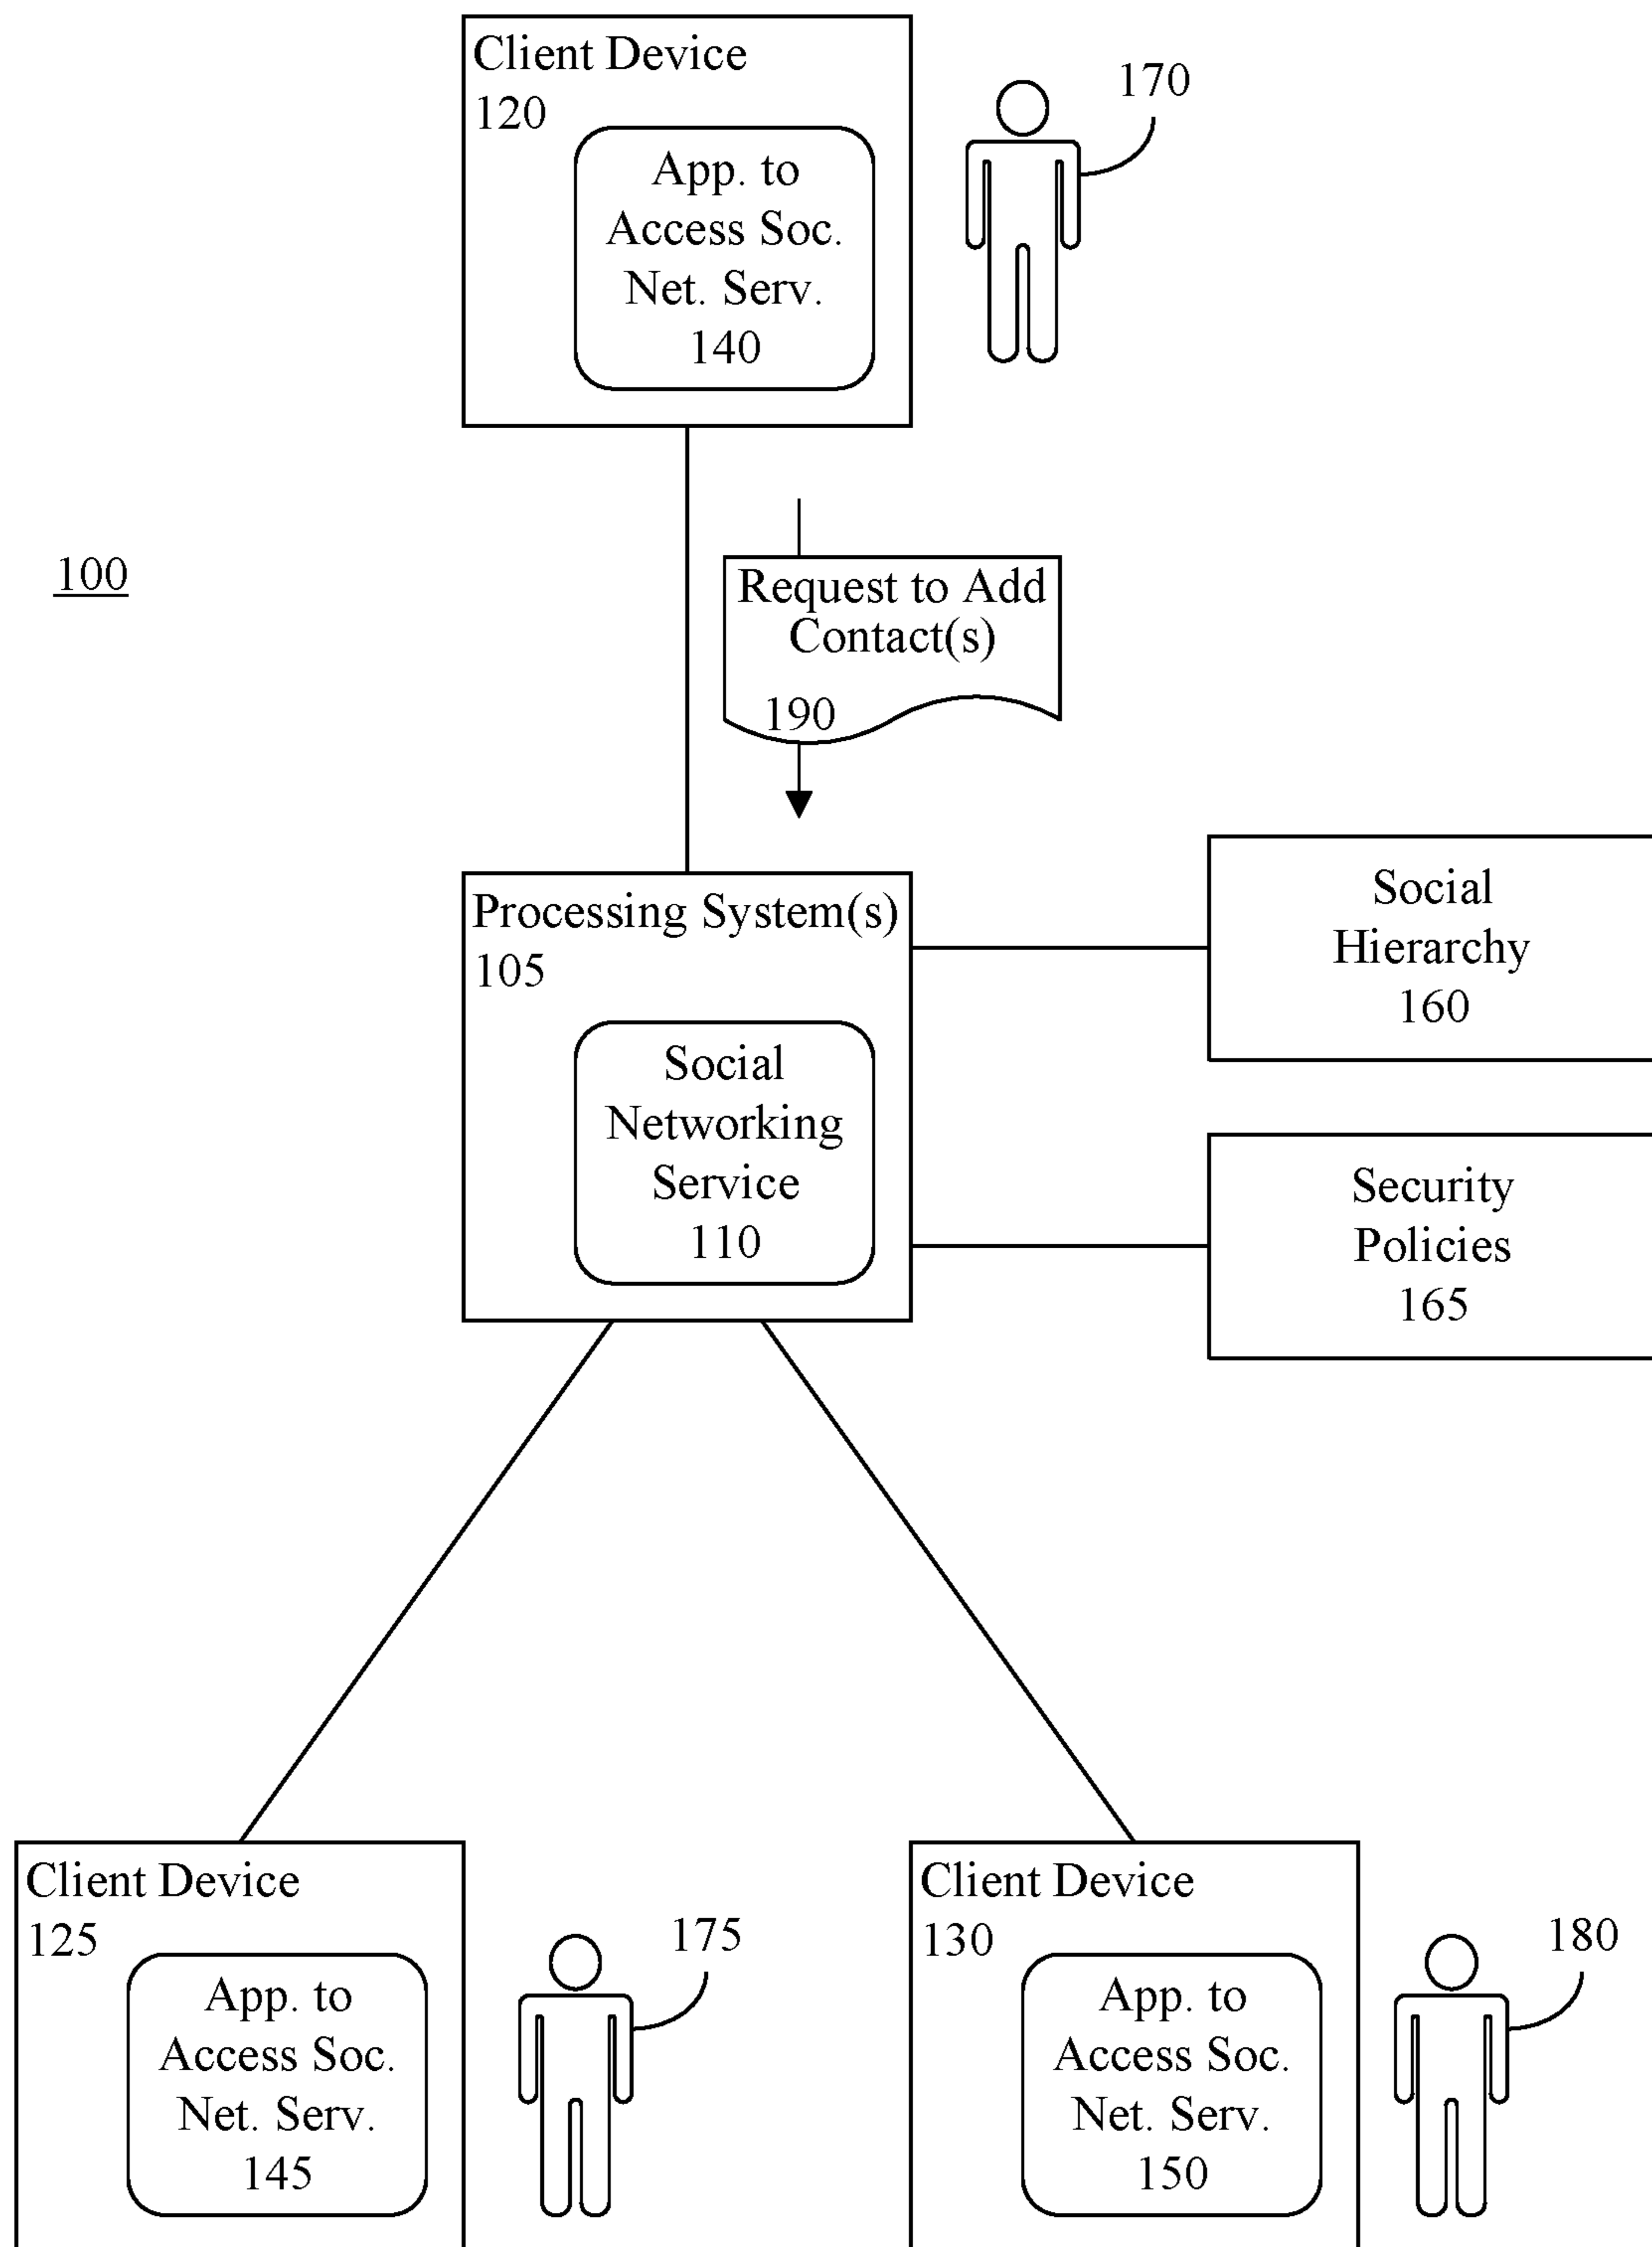 Client Device
120
App. to
Access Soc.
Net. Serv.
140
170
100
Request to Add
Contact(s)
190
Processing System(s)
105
Social
Networking
Service
110
Social
Hierarchy
160
Security
Policies
165
Client Device
125
App. to
Access Soc.
Net. Serv.
145
175
Client Device
130
App. to
Access Soc.
Net. Serv.
150
180